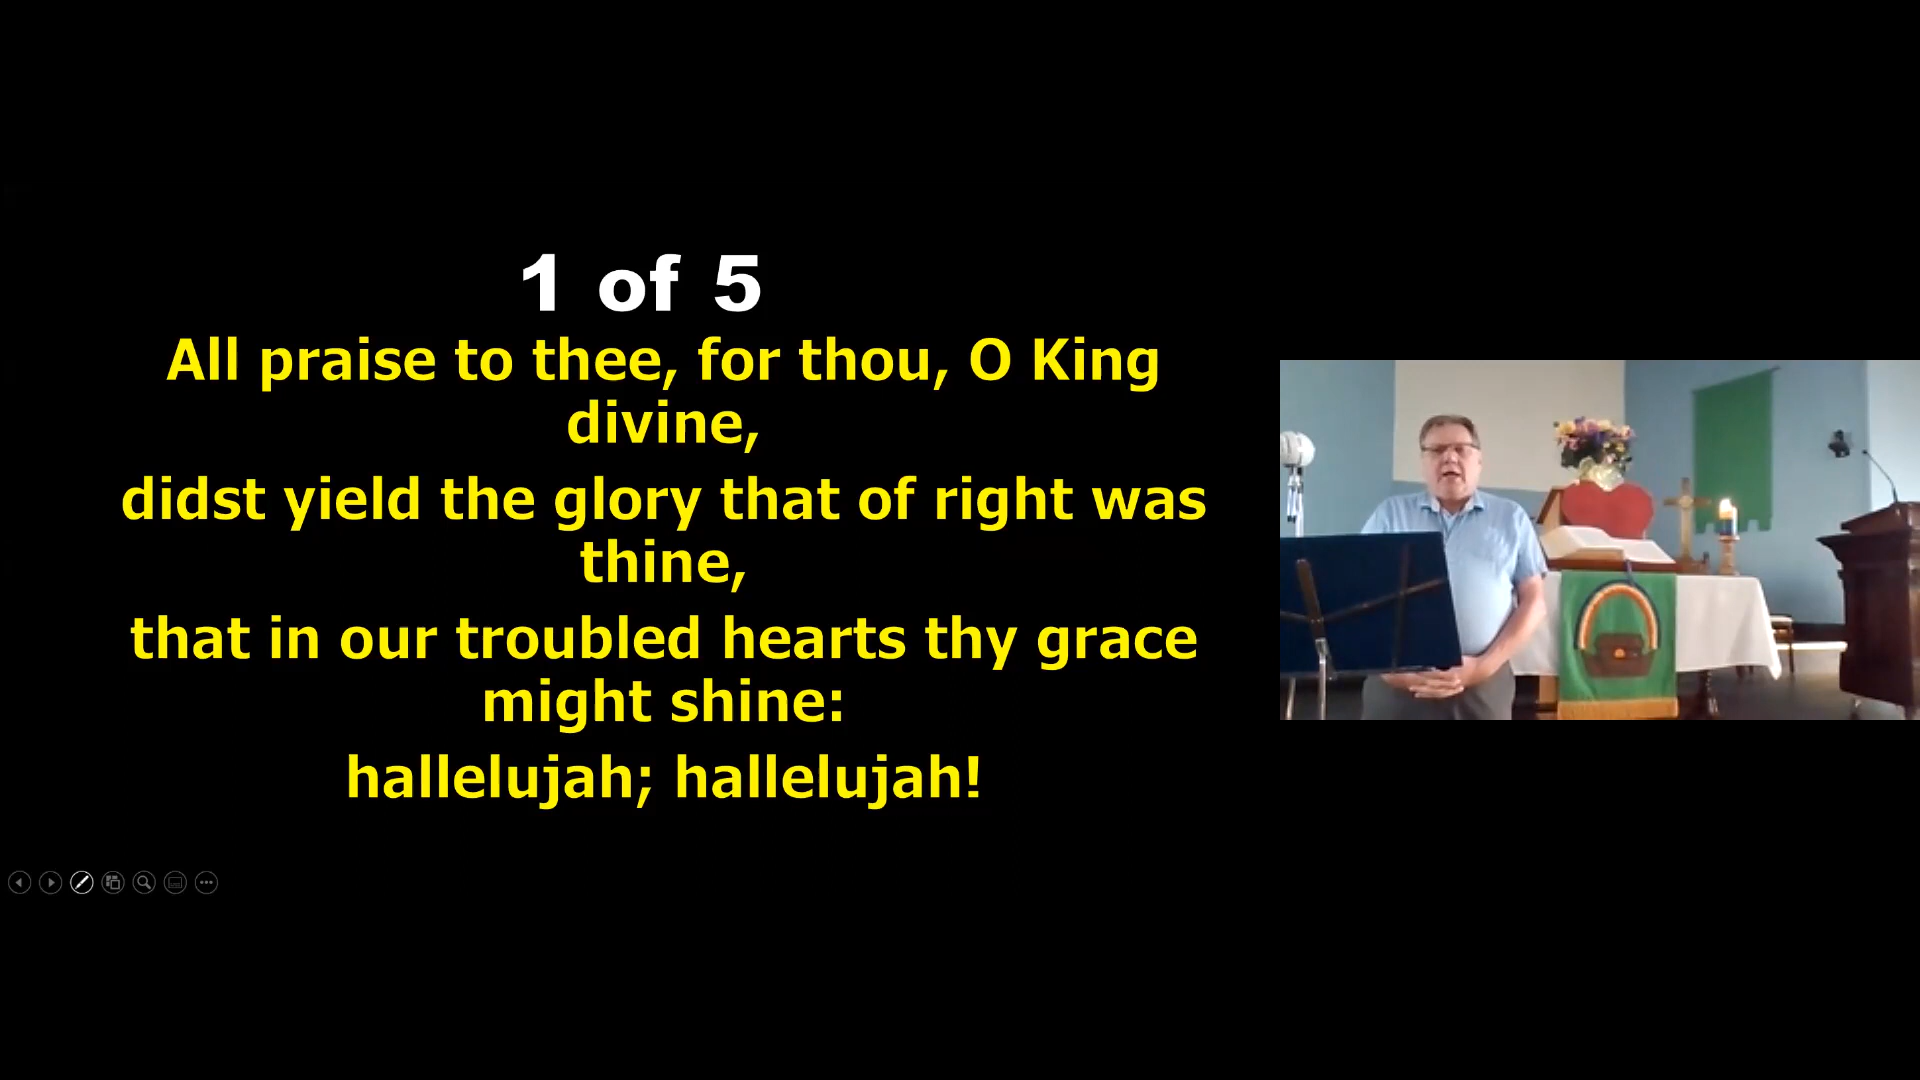 1 of 5
All praise to thee, for thou, O King
divine,
didst yield the glory that of right was
thine,
that in our troubled hearts thy grace
might shine:
hallelujah; hallelujah!